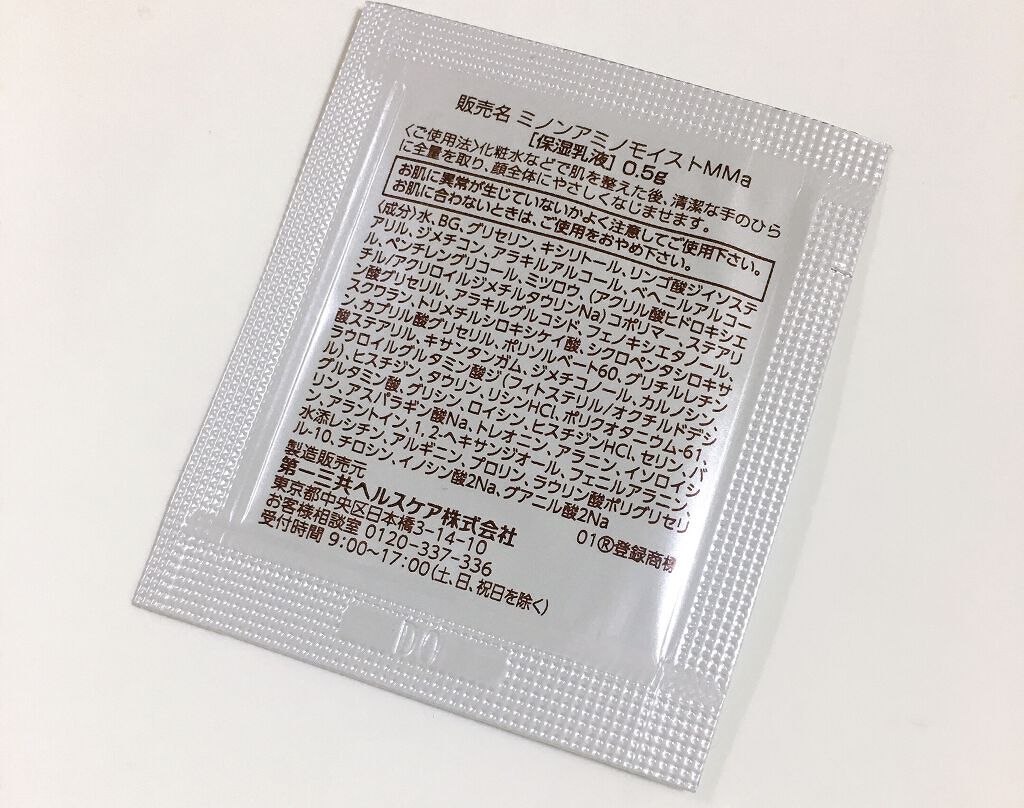 販売名 ミノンアミノモイストMMa
[保湿乳液] 0.5g
〈ご使用法〉化粧水などで肌を整えた後、清潔な手のひら
に全量を取り、顔全体にやさしくなじませます。
お肌に異常が生じていないかよく注意してご使用下さい。
お肌に合わないときは、ご使用をおやめ下さい。
〈成分〉水、BG、グリセリン、キシリトール、リンゴ酸ジイソステ
アリル、ジメチコン、アラキルアルコール、ベヘニルアルコー
ル、ペンチレングリコール、ミツロウ、(アクリル酸ヒドロキシエ
チル/アクリロイルジメチルタウリンNa)コポリマー、ステアリ
ン酸グリセリル、アラキルグルコシド、フェノキシエタノール、
スクワラン、トリメチルシロキシケイ酸、シクロペンタシロキサ
ン、カプリル酸グリセリル、ポリソルベート60、グリチルレチン
酸ステアリル、キサンタンガム、ジメチコノール、カルノシン、
ラウロイルグルタミン酸ジ(フィトステリル/オクチルドデシ
ル)、ヒスチジン、タウリン、リシンHCl、ポリクオタニウム-61、
グルタミン酸、グリシン、ロイシン、ヒスチジンHCl、セリン、バ
リン、アスパラギン酸Na、トレオニン、アラニン、イソロイシ
ン、アラントイン、1,2-ヘキサンジオール、フェニルアラニン、
水添レシチン、アルギニン、プロリン、ラウリン酸ポリグリセリ
ル-10、チロシン、イノシン酸2Na、グアニル酸2Na
製造販売元
第一三共ヘルスケア株式会社
東京都中央区日本橋3-14-10
01®登録商標
お客様相談室 0120-337-336
受付時間 9:00~17:00(土、日、祝日を除く)
DO